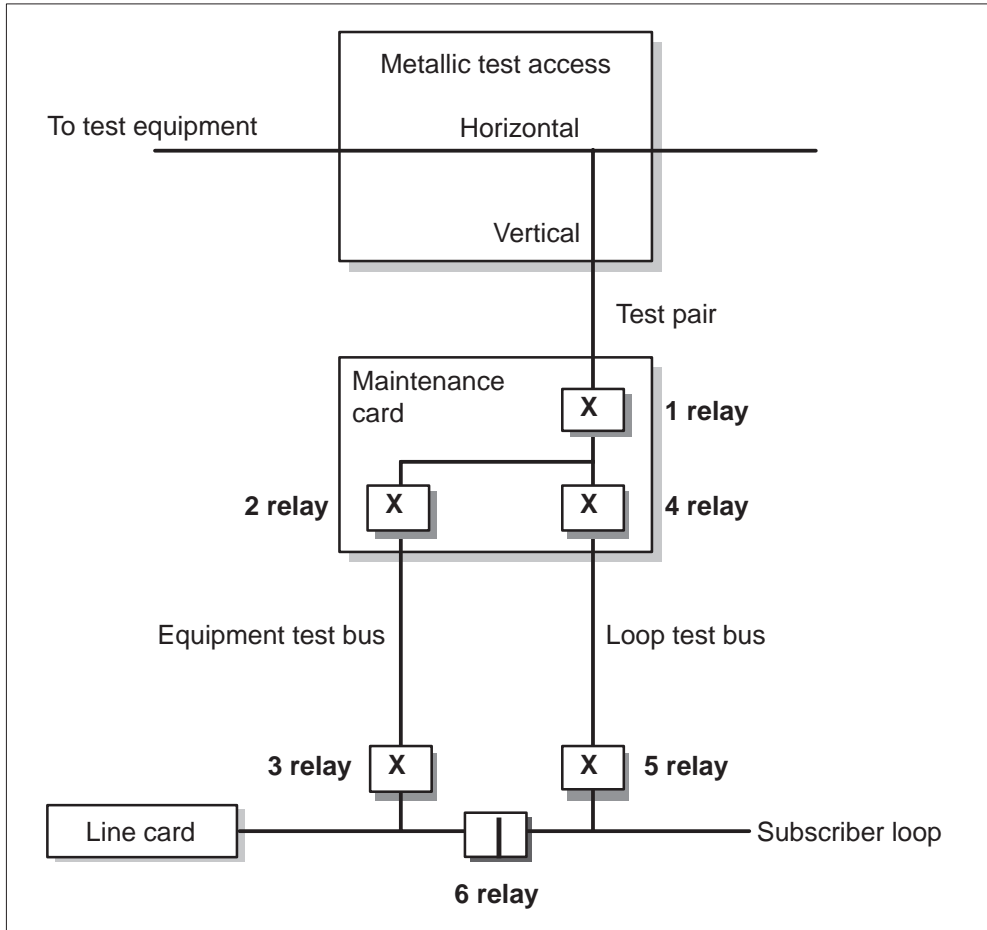 Metallic test access
To test equipment
Horizontal
Vertical
Test pair
Maintenance
card
X
1 relay
2 relay
X
X
4 relay
Equipment test bus
Loop test bus
3 relay
X
X
5 relay
Line card
Subscriber loop
6 relay